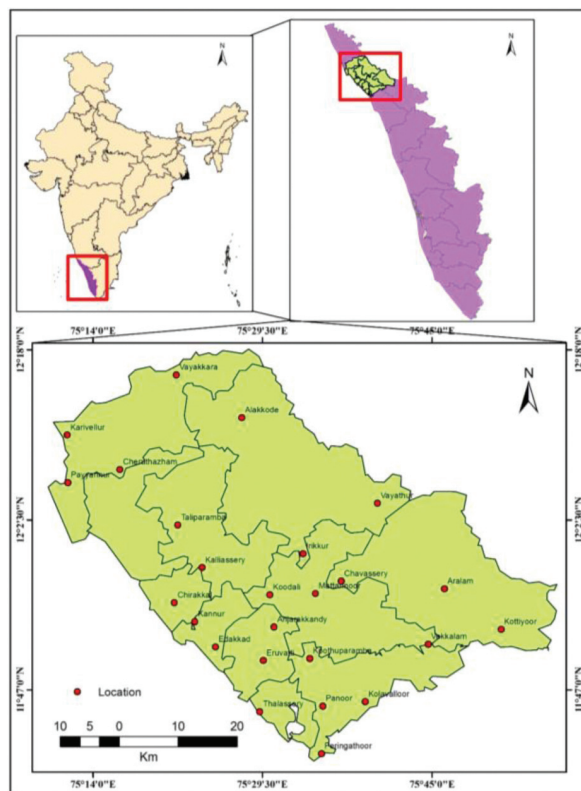 N
N
75°14'0"E
75°29'30"E
75°45'0"E
12°18'0"N
12°18'0"N
N
Vayakkara
Alakkode
Karivellur
Cheruthazham
Payyannur
Vayathur
12°2'30"N
12°2'30"N
Taliparamba
Irikkur
Kalliassery
Chavassery
Aralam
Koodali
Mattannoor
Chirakkal
Kannur
Anjarakkandy
Kottiyoor
Edakkad
Vekkalam
Eruvatti
Koothuparamba
11°47'0"N
11°47'0"N
Location
Kolavalloor
Panoor
Thalassery
10 5 0 10 20
Km
Peringathoor
75°14'0"E
75°29'30"E
75°45'0"E